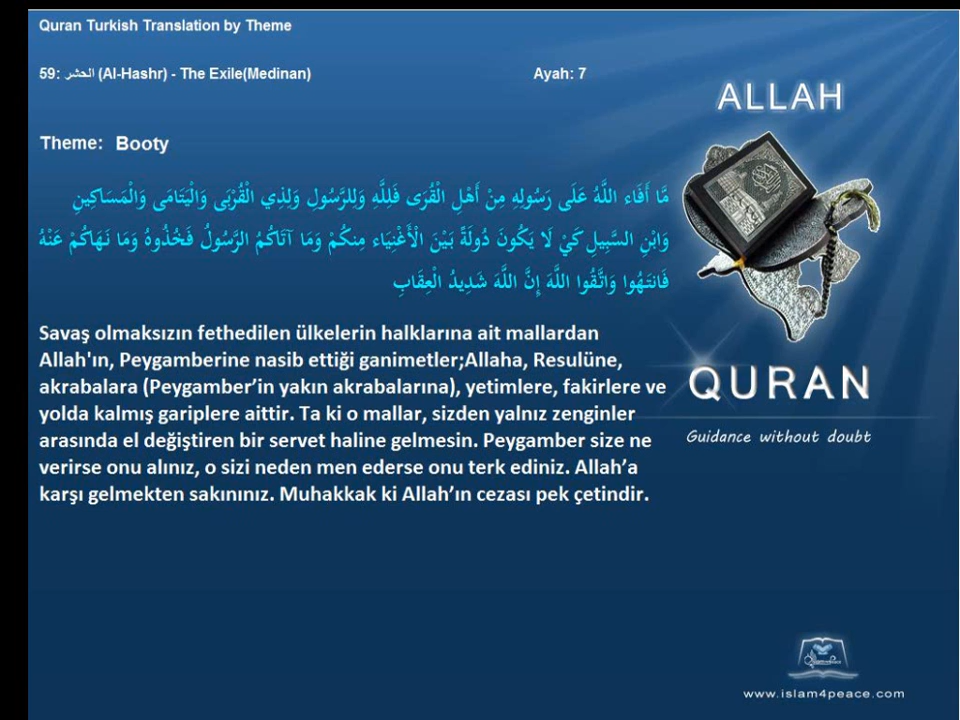 Quran Turkish Translation by Theme
59: الحشر (Al-Hashr) - The Exile(Medinan)
Ayah: 7
ALLAH
Theme: Booty
مَّا أَفَاء اللَّهُ عَلَى رَسُولِهِ مِنْ أَهْلِ الْقُرَى فَلِلَّهِ وَلِلرَّسُولِ وَلِذِي الْقُرْبَى وَالْيَتَامَى وَالْمَسَاكِينِ
وَابْنِ السَّبِيلِ كَيْ لَا يَكُونَ دُولَةً بَيْنَ الْأَغْنِيَاء مِنكُمْ وَمَا آتَاكُمُ الرَّسُولُ فَخُذُوهُ وَمَا نَهَاكُمْ عَنْهُ
فَانتَهُوا وَاتَّقُوا اللَّهَ إِنَّ اللَّهَ شَدِيدُ الْعِقَابِ
Savaş olmaksızın fethedilen ülkelerin halklarına ait mallardan
Allah'ın, Peygamberine nasib ettiği ganimetler;Allaha, Resulüne,
akrabalara (Peygamber’in yakın akrabalarına), yetimlere, fakirlere ve
yolda kalmış gariplere aittir. Ta ki o mallar, sizden yalnız zenginler
arasında el değiştiren bir servet haline gelmesin. Peygamber size ne
verirse onu alınız, o sizi neden men ederse onu terk ediniz. Allah’a
karşı gelmekten sakınınız. Muhakkak ki Allah’ın cezası pek çetindir.
QURAN
Guidance without doubt
www.islam4peace.com